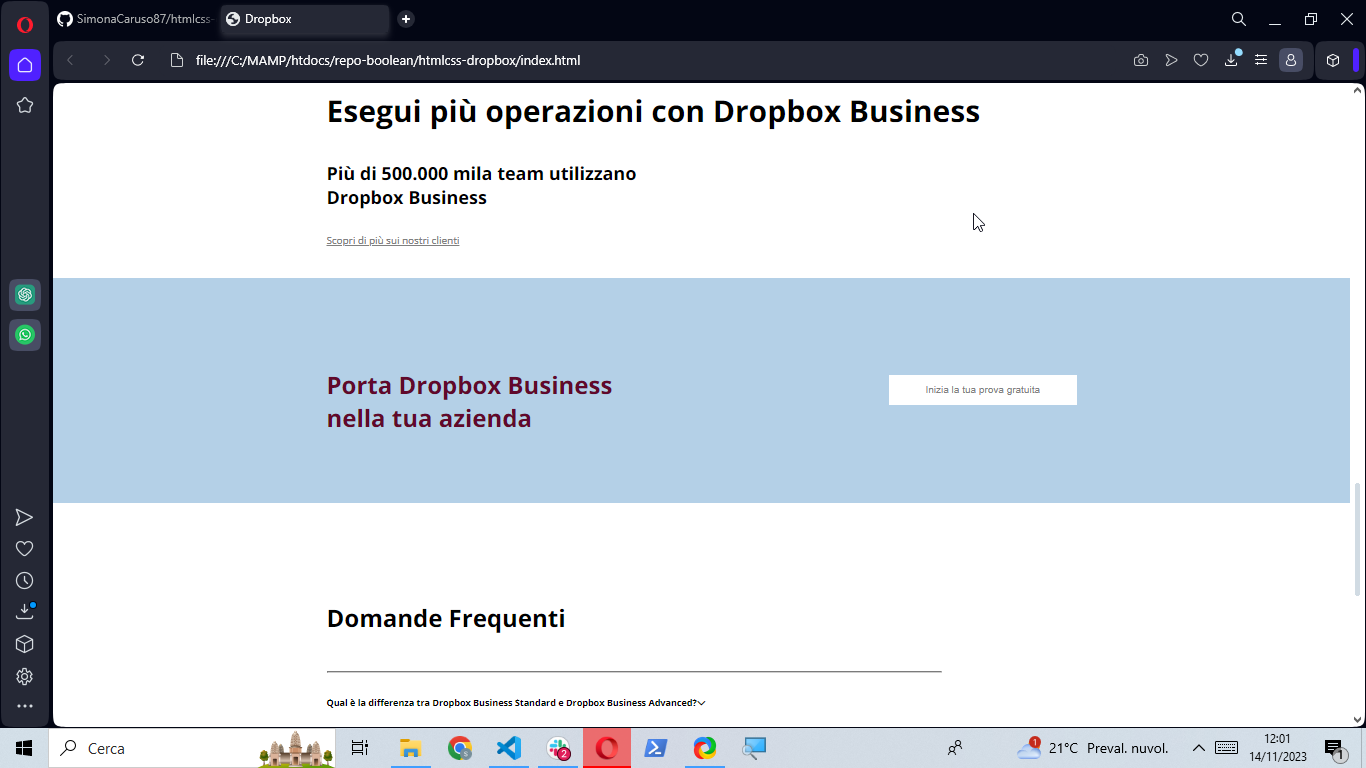 SimonaCaruso87/htmlcss-
Dropbox
file:///C:/MAMP/htdocs/repo-boolean/htmlcss-dropbox/index.html
Esegui più operazioni con Dropbox Business
Più di 500.000 mila team utilizzano
Dropbox Business
Scopri di più sui nostri clienti
Porta Dropbox Business
nella tua azienda
Inizia la tua prova gratuita
Domande Frequenti
Qual è la differenza tra Dropbox Business Standard e Dropbox Business Advanced?
Cerca
S
2
1
21°C Preval. nuvol.
12:01
14/11/2023
1